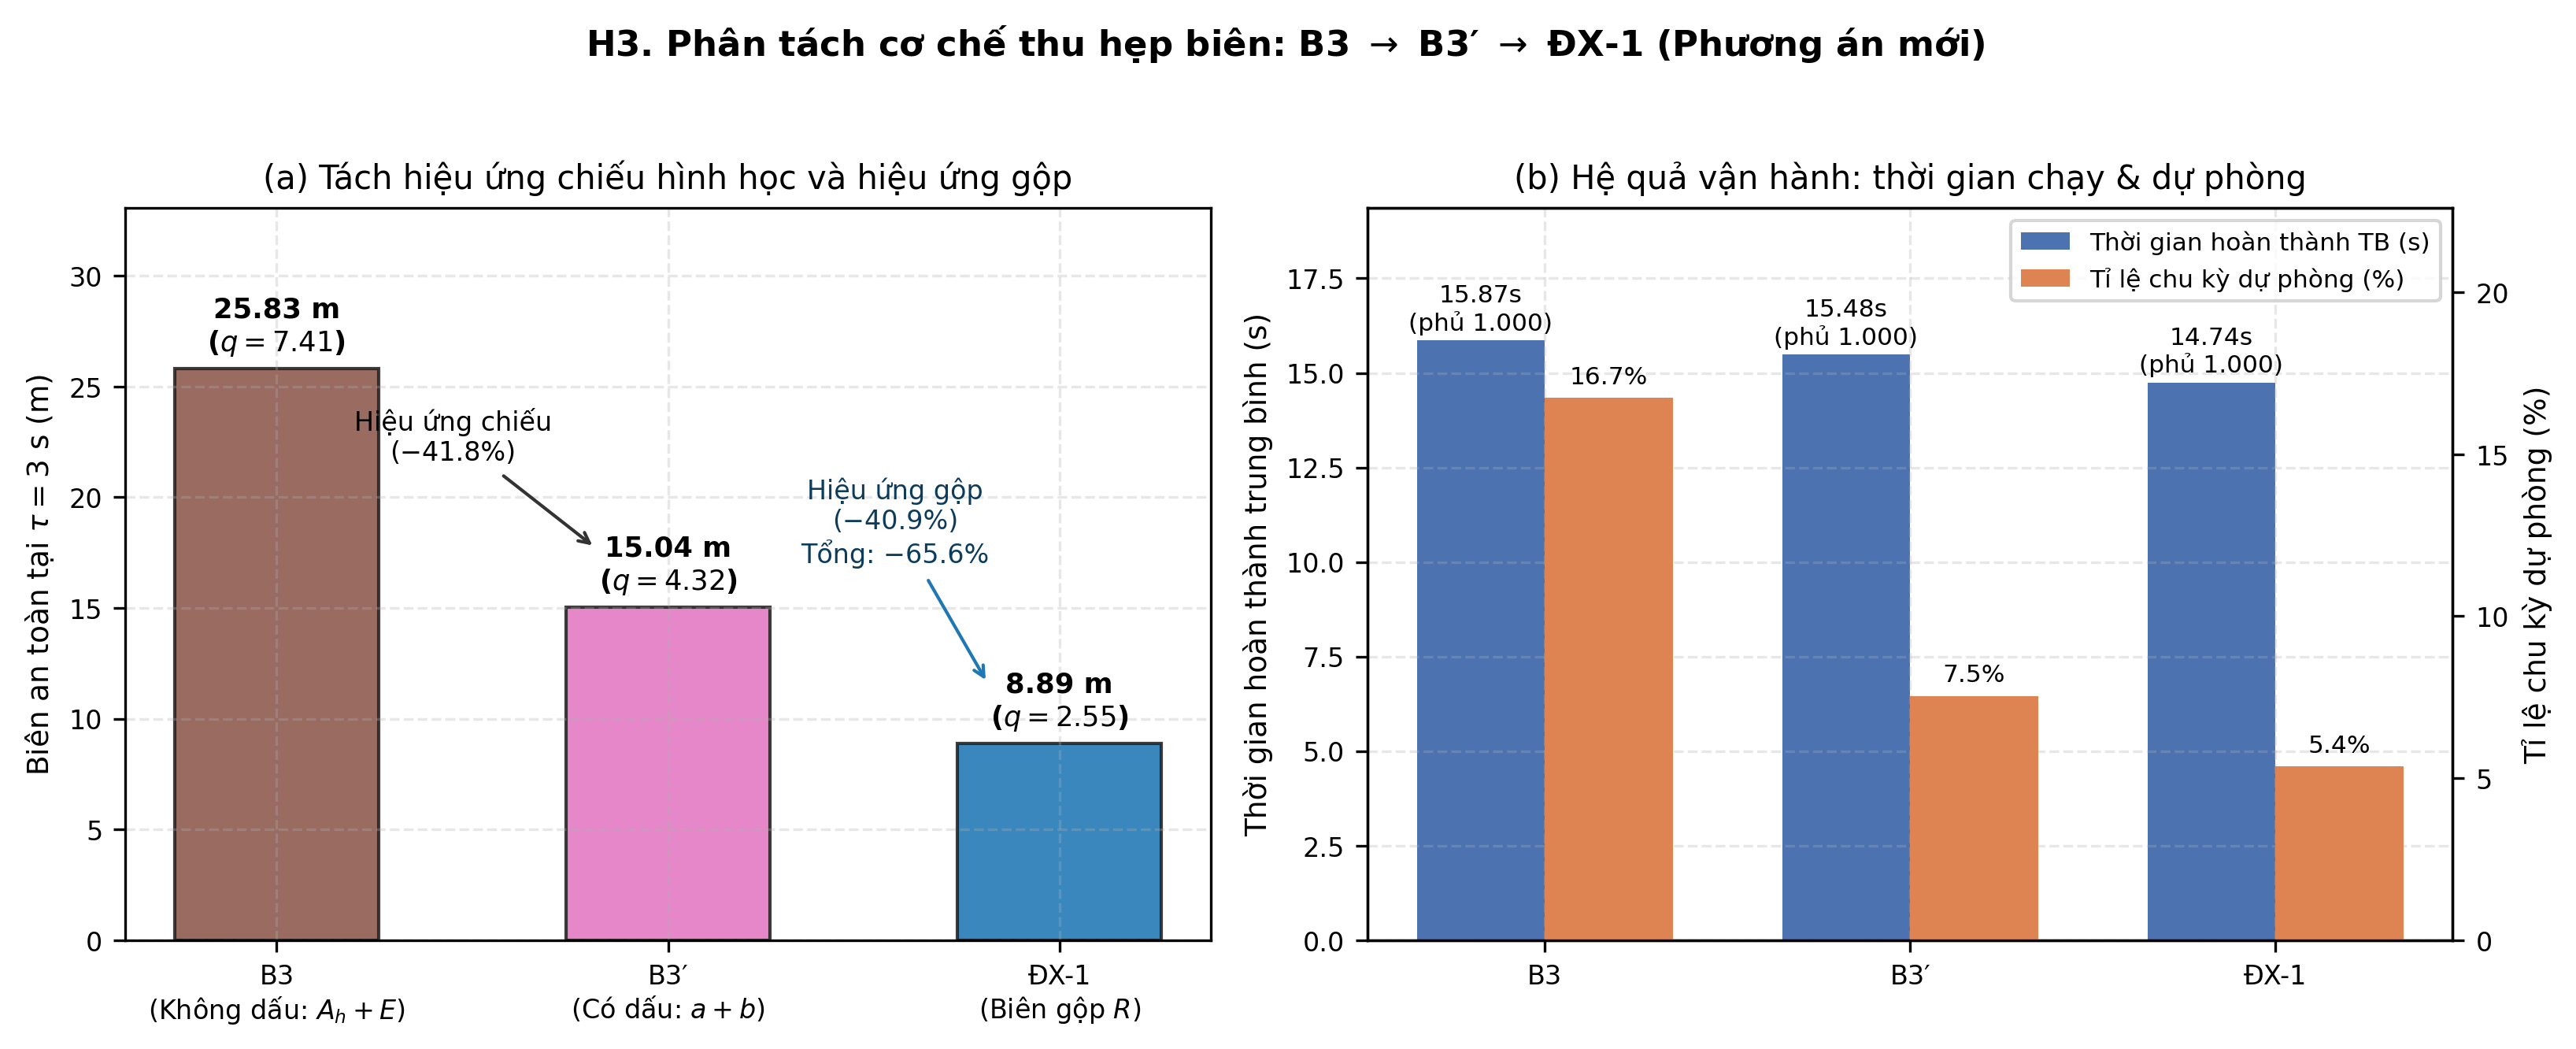 H3. Phân tách cơ chế thu hẹp biên: B3 → B3′ → ĐX-1 (Phương án mới)
(a) Tách hiệu ứng chiếu hình học và hiệu ứng gộp
Biên an toàn tại τ = 3 s (m)
30
25
20
15
10
5
0
25.83 m
(q = 7.41)
Hiệu ứng chiếu
(−41.8%)
15.04 m
(q = 4.32)
Hiệu ứng gộp
(−40.9%)
Tổng: −65.6%
8.89 m
(q = 2.55)
B3
(Không dấu: Aₕ + E)
B3′
(Có dấu: a + b)
ĐX-1
(Biên gộp R)
(b) Hệ quả vận hành: thời gian chạy & dự phòng
Thời gian hoàn thành trung bình (s)
17.5
15.0
12.5
10.0
7.5
5.0
2.5
0.0
Thời gian hoàn thành TB (s)
Tỉ lệ chu kỳ dự phòng (%)
15.87s
(phủ 1.000)
16.7%
15.48s
(phủ 1.000)
7.5%
14.74s
(phủ 1.000)
5.4%
B3
B3′
ĐX-1
20
15
10
5
0
Tỉ lệ chu kỳ dự phòng (%)